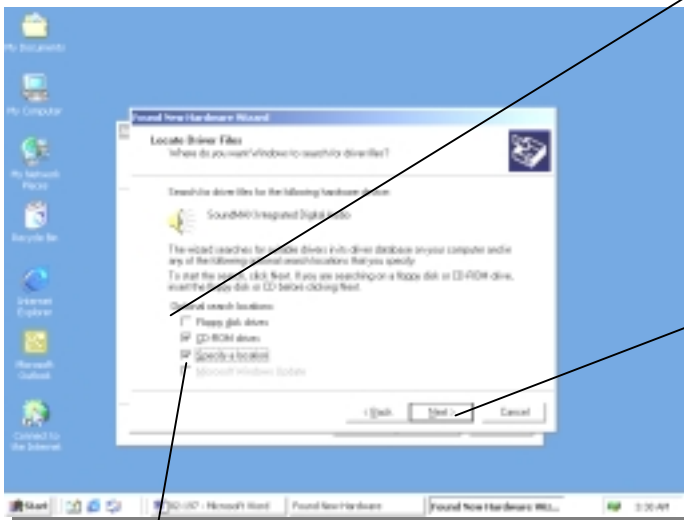 My Documents
My Computer
My Network
Places
Recycle Bin
Internet
Explorer
Microsoft
Outlook
Connect to
the Internet
Found New Hardware Wizard
Locate Driver Files
Where do you want Windows to search for driver files?
Search for driver files for the following hardware device:
SoundMAX Integrated Digital Audio
The wizard searches for suitable drivers in its driver database on your computer and in
any of the following optional search locations that you specify.
To start the search, click Next. If you are searching on a floppy disk or CD-ROM drive,
insert the floppy disk or CD before clicking Next.
Optional search locations:
Floppy disk drives
CD-ROM drives
Specify a location
Microsoft Windows Update
< Back
Next >
Cancel
Start
- Microsoft Word
Found New Hardware
Found New Hardware Wiz...
AM